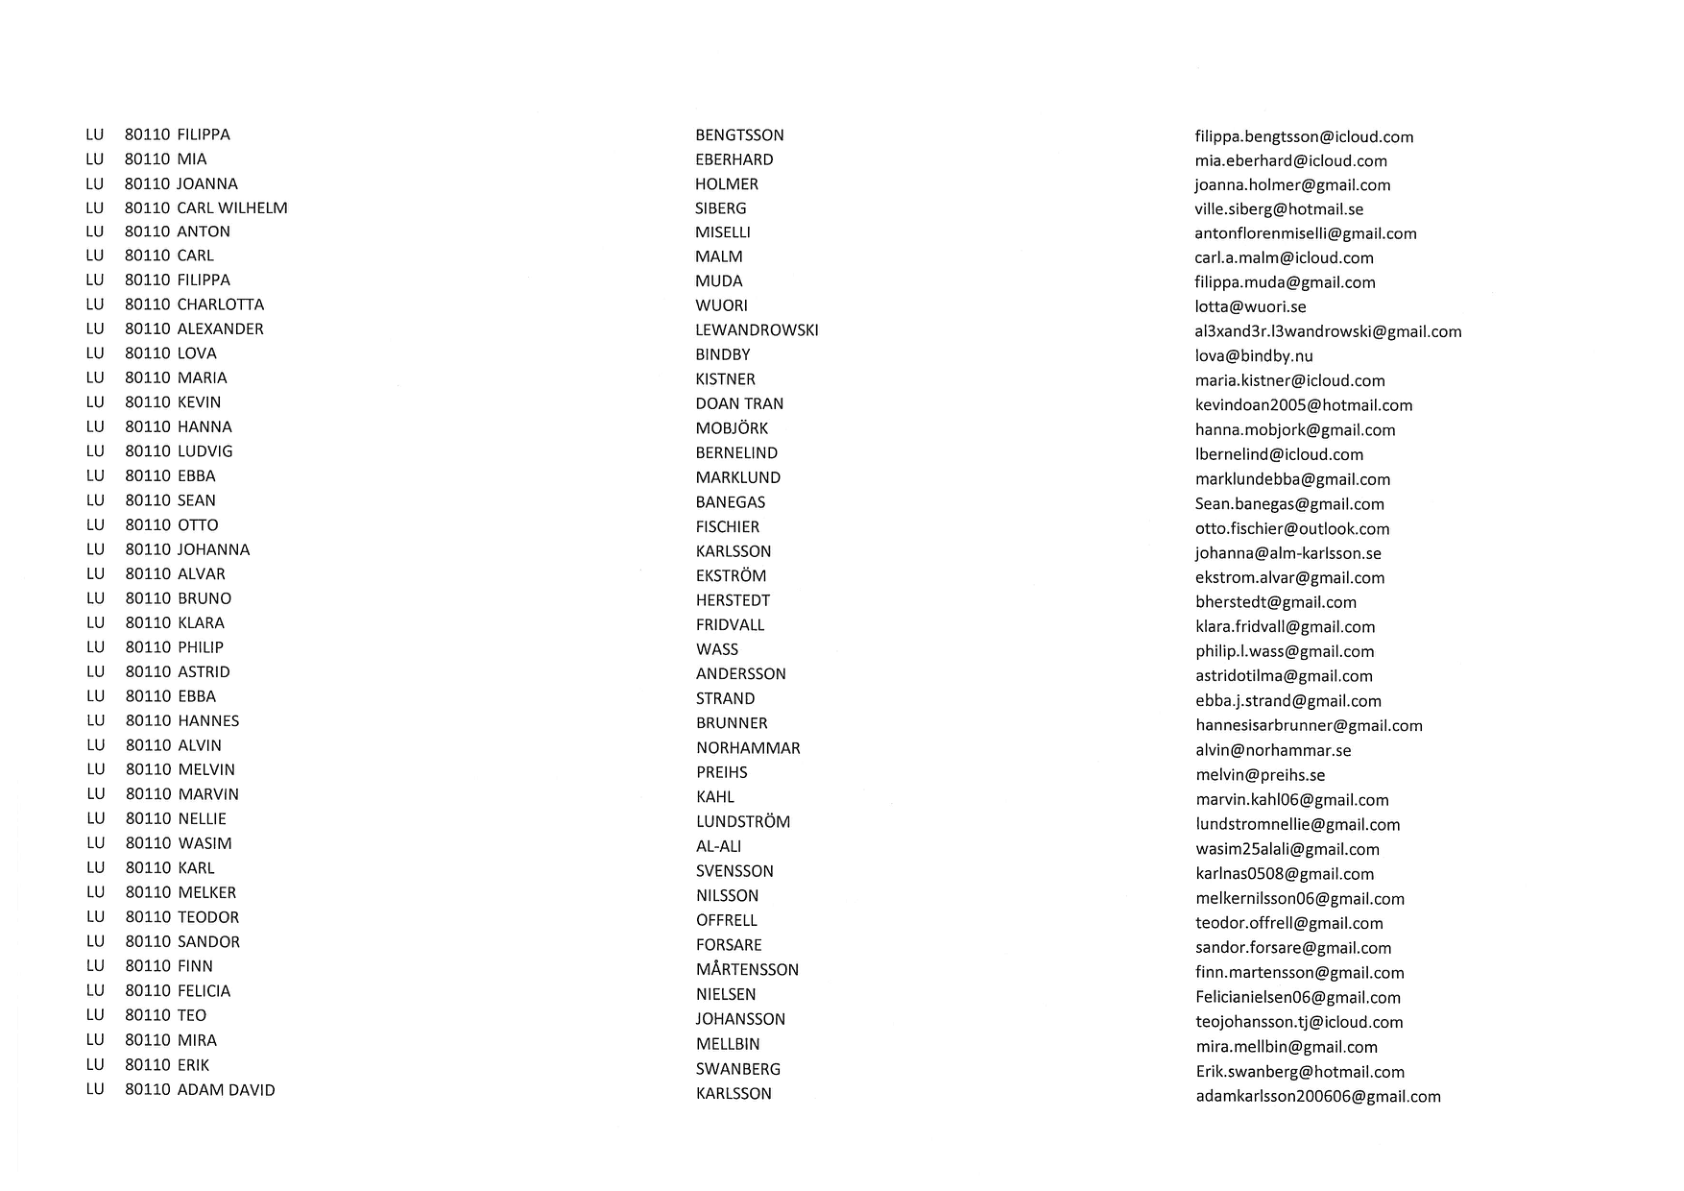 LU 80110 FILIPPA BENGTSSON filippa.bengtsson@icloud.com
LU 80110 MIA EBERHARD mia.eberhard@icloud.com
LU 80110 JOANNA HOLMER joanna.holmer@gmail.com
LU 80110 CARL WILHELM SIBERG ville.siberg@hotmail.se
LU 80110 ANTON MISELLI antonflorenmiselli@gmail.com
LU 80110 CARL MALM carl.a.malm@icloud.com
LU 80110 FILIPPA MUDA filippa.muda@gmail.com
LU 80110 CHARLOTTA WUORI lotta@wuori.se
LU 80110 ALEXANDER LEWANDROWSKI al3xand3r.l3wandrowski@gmail.com
LU 80110 LOVA BINDBY lova@bindby.nu
LU 80110 MARIA KISTNER maria.kistner@icloud.com
LU 80110 KEVIN DOAN TRAN kevindoan2005@hotmail.com
LU 80110 HANNA MOBJÖRK hanna.mobjork@gmail.com
LU 80110 LUDVIG BERNELIND lbernelind@icloud.com
LU 80110 EBBA MARKLUND marklundebba@gmail.com
LU 80110 SEAN BANEGAS Sean.banegas@gmail.com
LU 80110 OTTO FISCHIER otto.fischier@outlook.com
LU 80110 JOHANNA KARLSSON johanna@alm-karlsson.se
LU 80110 ALVAR EKSTRÖM ekstrom.alvar@gmail.com
LU 80110 BRUNO HERSTEDT bherstedt@gmail.com
LU 80110 KLARA FRIDVALL klara.fridvall@gmail.com
LU 80110 PHILIP WASS philip.l.wass@gmail.com
LU 80110 ASTRID ANDERSSON astridotilma@gmail.com
LU 80110 EBBA STRAND ebba.j.strand@gmail.com
LU 80110 HANNES BRUNNER hannesisarbrunner@gmail.com
LU 80110 ALVIN NORHAMMAR alvin@norhammar.se
LU 80110 MELVIN PREIHS melvin@preihs.se
LU 80110 MARVIN KAHL marvin.kahl06@gmail.com
LU 80110 NELLIE LUNDSTRÖM lundstromnellie@gmail.com
LU 80110 WASIM AL-ALI wasim25alali@gmail.com
LU 80110 KARL SVENSSON karlnas0508@gmail.com
LU 80110 MELKER NILSSON melkernilsson06@gmail.com
LU 80110 TEODOR OFFRELL teodor.offrell@gmail.com
LU 80110 SANDOR FORSARE sandor.forsare@gmail.com
LU 80110 FINN MÅRTENSSON finn.martensson@gmail.com
LU 80110 FELICIA NIELSEN Felicianielsen06@gmail.com
LU 80110 TEO JOHANSSON teojohansson.tj@icloud.com
LU 80110 MIRA MELLBIN mira.mellbin@gmail.com
LU 80110 ERIK SWANBERG Erik.swanberg@hotmail.com
LU 80110 ADAM DAVID KARLSSON adamkarlsson200606@gmail.com